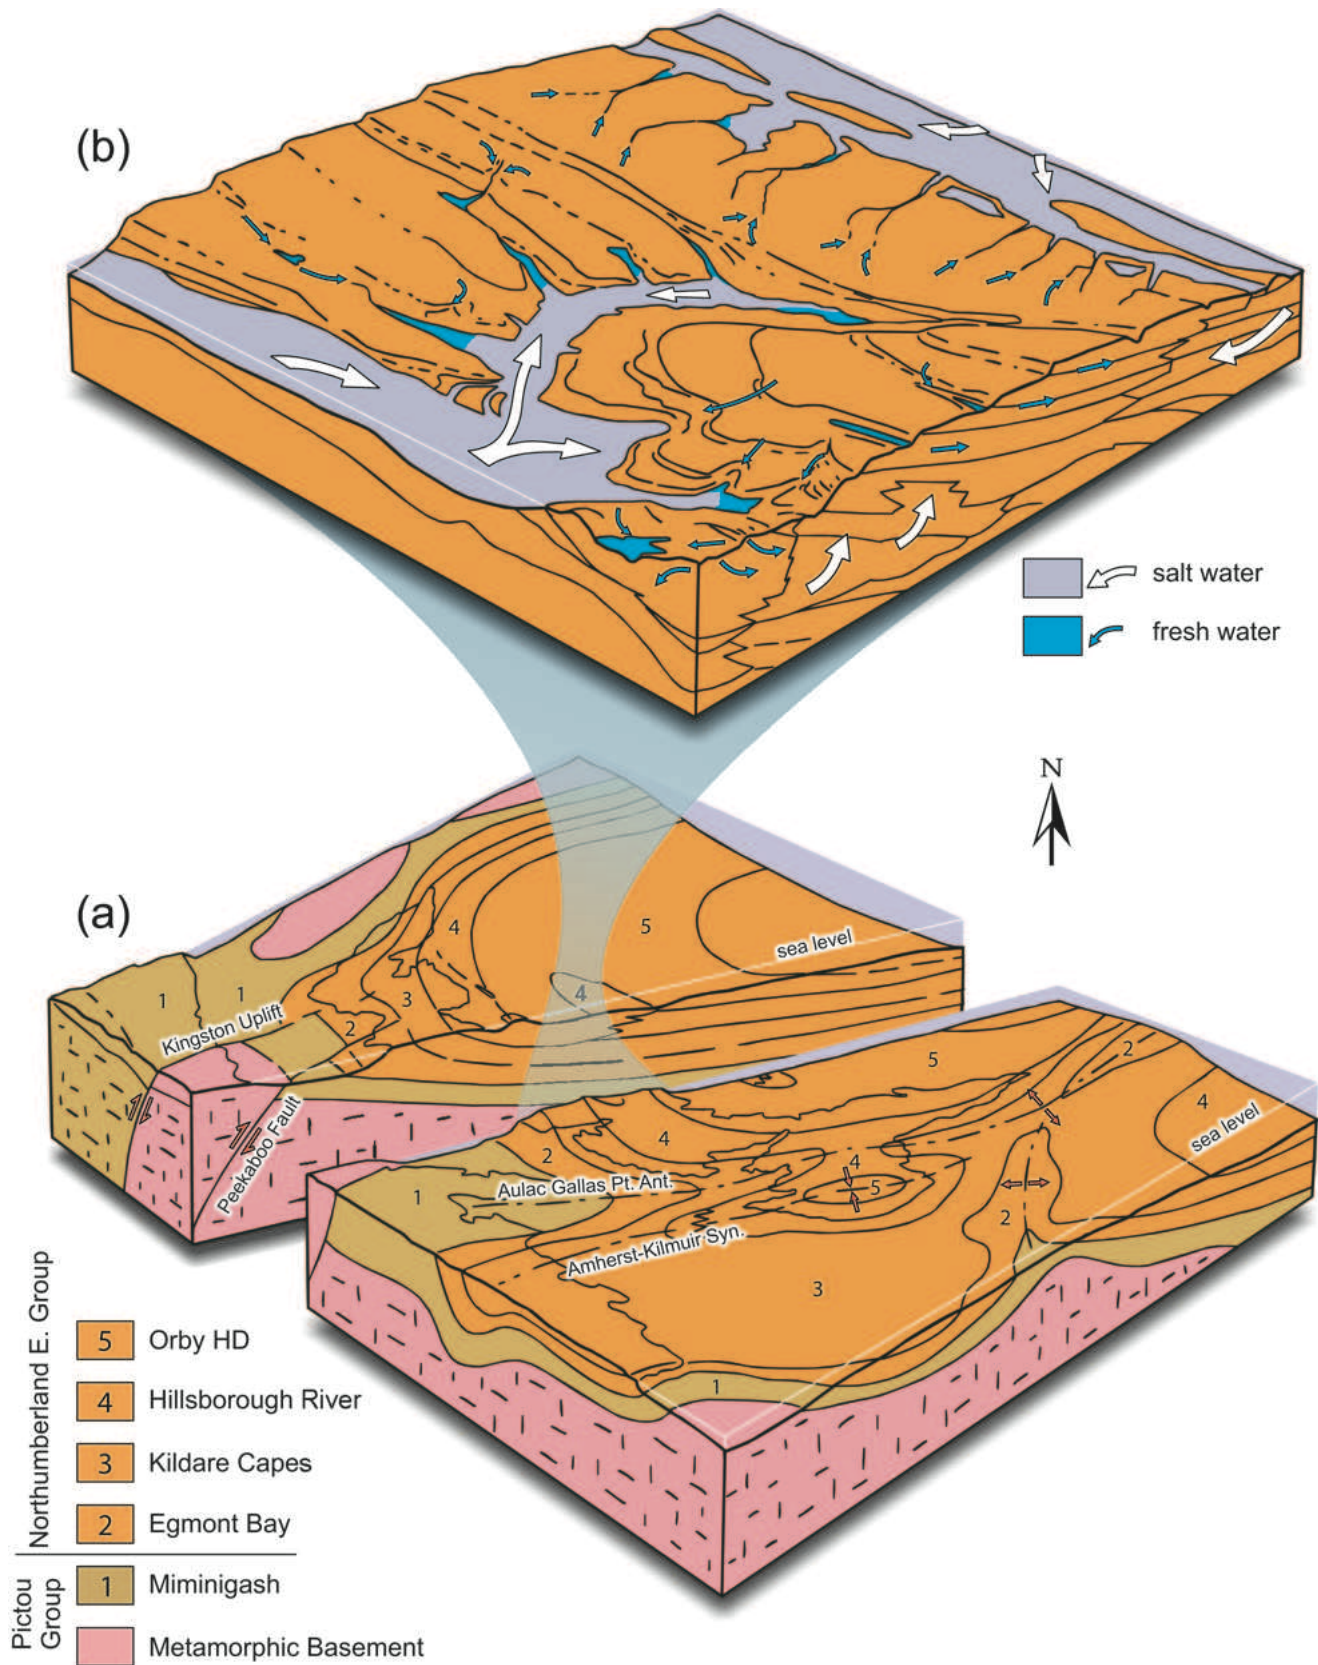 (b)
salt water
fresh water
N
(a)
4
5
sea level
1
1
3
4
Kingston Uplift
2
5
2
Peekaboo Fault
4
4
sea level
2
4
1
Aulac Gallas Pt. Ant.
5
2
Amherst-Kilmuir Syn.
3
1
Northumberland E. Group
5 Orby HD
4 Hillsborough River
3 Kildare Capes
2 Egmont Bay
Pictou
Group
1 Miminigash
Metamorphic Basement